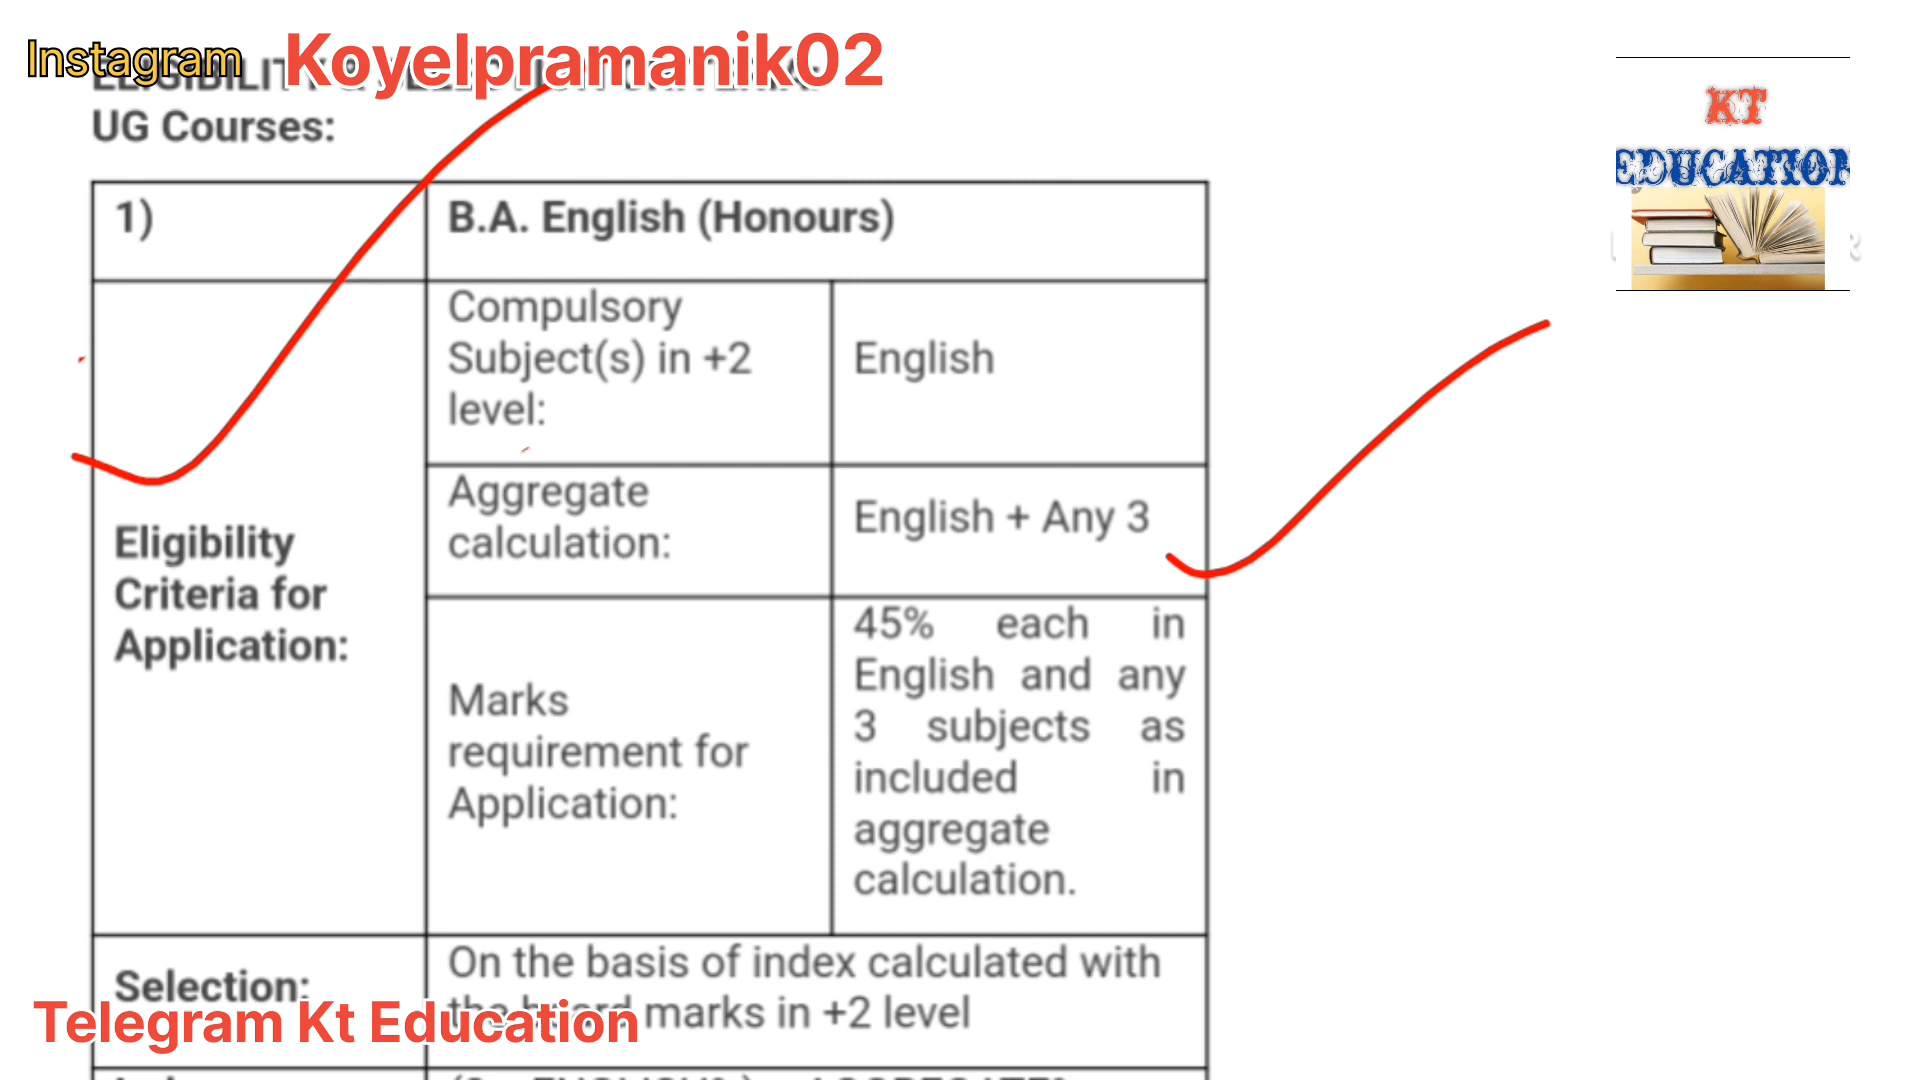 Instagram Koyelpramanik02
UG Courses:
KT
EDUCATION
1)
B.A. English (Honours)
Compulsory
Subject(s) in +2
level:
English
Aggregate
calculation:
English + Any 3
Eligibility
Criteria for
Application:
Marks
requirement for
Application:
45% each in
English and any
3 subjects as
included in
aggregate
calculation.
Selection:
On the basis of index calculated with
the board marks in +2 level
Telegram Kt Education